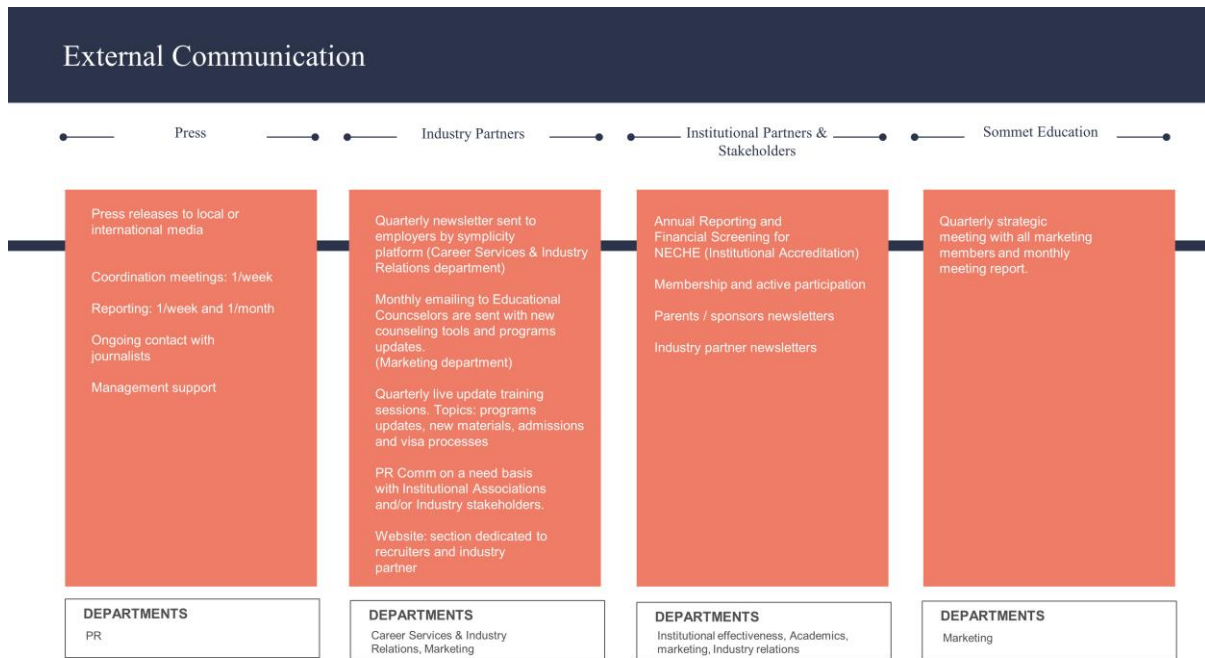 External Communication
Press
Press releases to local or
international media
Coordination meetings: 1/week
Reporting: 1/week and 1/month
Ongoing contact with
journalists
Management support
DEPARTMENTS
PR
Industry Partners
Quarterly newsletter sent to
employers by symplicity
platform (Career Services & Industry
Relations department)
Monthly emailing to Educational
Councselors are sent with new
counseling tools and programs
updates.
(Marketing department)
Quarterly live update training
sessions. Topics: programs
updates, new materials, admissions
and visa processes
PR Comm on a need basis
with Institutional Associations
and/or Industry stakeholders.
Website: section dedicated to
recruiters and industry
partner
DEPARTMENTS
Career Services & Industry
Relations, Marketing
Institutional Partners &
Stakeholders
Annual Reporting and
Financial Screening for
NECHE (Institutional Accreditation)
Membership and active participation
Parents / sponsors newsletters
Industry partner newsletters
DEPARTMENTS
Institutional effectiveness, Academics,
marketing, Industry relations
Sommet Education
Quarterly strategic
meeting with all marketing
members and monthly
meeting report.
DEPARTMENTS
Marketing